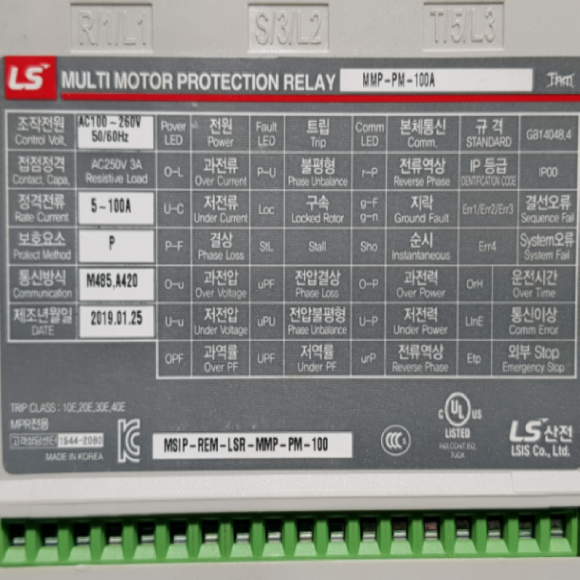 R/1/L1 S/3/L2 T/5/L3
LS MULTI MOTOR PROTECTION RELAY MMP-PM-100A
조작전원 AC100~260V Power 전원 Fault 트립 Comm 본체통신 규 격 GB14048.4
Control Volt. 50/60Hz LED Power LED Trip LED Comm. STANDARD
접점정격 AC250V 3A O-L 과전류 P-U 불평형 r-P 전류역상 IP 등급 IP00
Contact. Capa. Resistive Load Over Current Phase Unbalance Reverse Phase IDENTIFICATION CODE
정격전류 5-100A U-C 저전류 Loc 구속 g-F 지락 Err1/Err2/Err3 결선오류
Rate Current Under Current Locked Rotor g-n Ground Fault Sequence Fail
보호요소 P P-F 결상 StL Stall Sho 순시 Err4 System오류
Protect Method Phase Loss Instantaneous System Fail
통신방식 M485,A420 O-u 과전압 uPF 전압결상 O-P 과전력 OrH 운전시간
Communication Over Voltage Phase Loss Over Power Over Time
제조년월일 2019.01.25 U-u 저전압 uPU 전압불평형 U-P 저전력 LInE 통신이상
DATE Under Voltage Phase Unbalance Under Power Comm Error
OPF 과역률 UPF 저역률 urP 전류역상 Etp 외부 Stop
Over PF Under PF Reverse Phase Emergency Stop
TRIP CLASS : 10E,20E,30E,40E
MPR전용
고객상담센터 1544-2080
MADE IN KOREA
MSIP-REM-LSR-MMP-PM-100
CCC
C UL US
LISTED
LS산전
LSIS Co., Ltd.